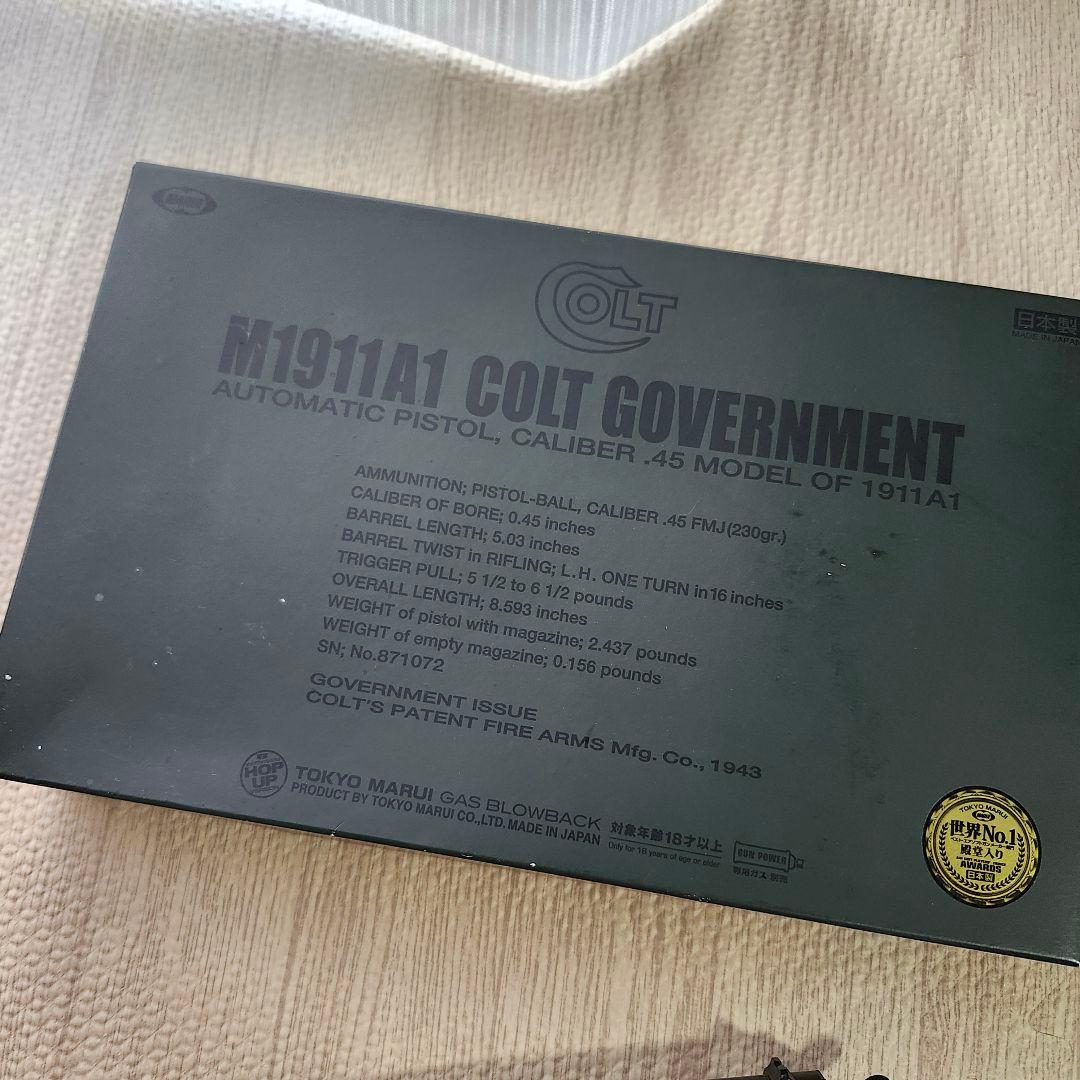 MARUI
COLT
日本製
MADE IN JAPAN
M1911A1 COLT GOVERNMENT
AUTOMATIC PISTOL, CALIBER .45 MODEL OF 1911A1
AMMUNITION; PISTOL-BALL, CALIBER .45 FMJ(230gr.)
CALIBER OF BORE; 0.45 inches
BARREL LENGTH; 5.03 inches
BARREL TWIST in RIFLING; L.H. ONE TURN in 16 inches
TRIGGER PULL; 5 1/2 to 6 1/2 pounds
OVERALL LENGTH; 8.593 inches
WEIGHT of pistol with magazine; 2.437 pounds
WEIGHT of empty magazine; 0.156 pounds
SN; No.871072
GOVERNMENT ISSUE
COLT'S PATENT FIRE ARMS Mfg. Co., 1943
HOP
UP
TOKYO MARUI GAS BLOWBACK
PRODUCT BY TOKYO MARUI CO.,LTD. MADE IN JAPAN
対象年齢18才以上
Only for 18 years of age or older
GUN POWER
専用ガス 別売
TOKYO MARUI
世界No.1
殿堂入り
AWARDS
日本製